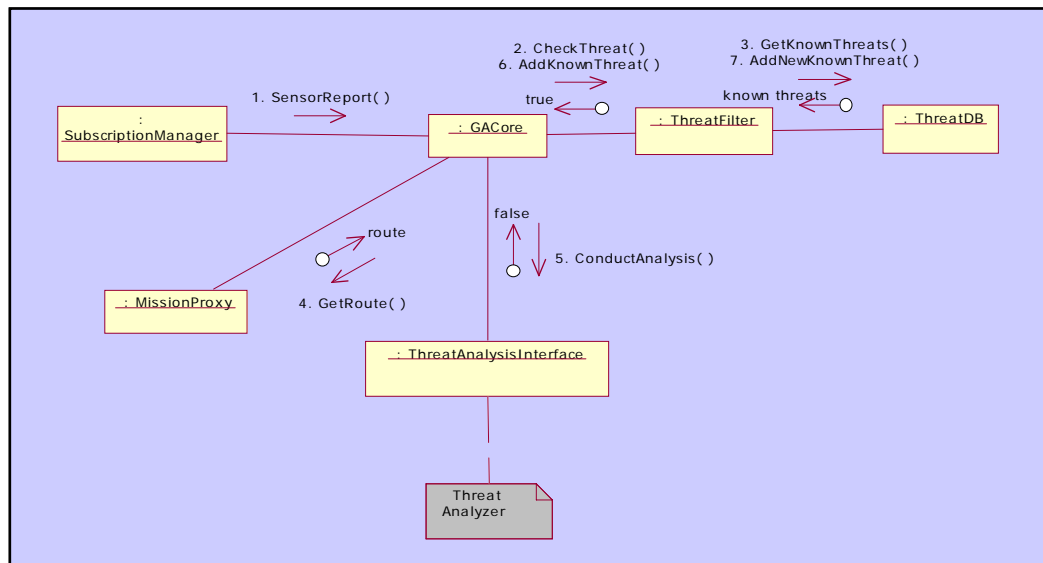 2. CheckThreat( )
6. AddKnownThreat( )
3. GetKnownThreats( )
7. AddNewKnownThreat( )
1. SensorReport( )
true
known threats
:
SubscriptionManager
: GACore
: ThreatFilter
: ThreatDB
route
false
5. ConductAnalysis( )
4. GetRoute( )
: MissionProxy
: ThreatAnalysisInterface
Threat
Analyzer